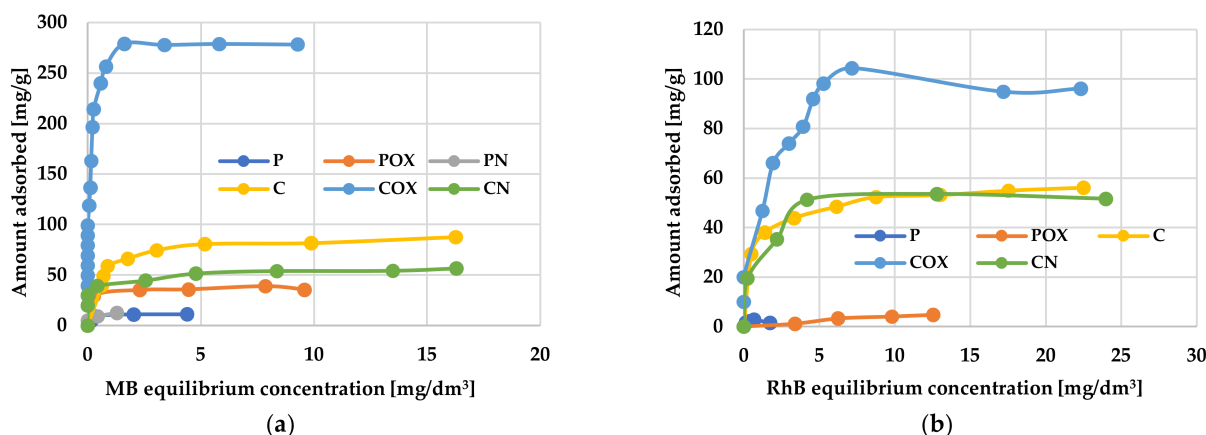 300
250
200
150
100
50
0
Amount adsorbed [mg/g]
P POX PN
C COX CN
0 5 10 15 20
MB equilibrium concentration [mg/dm³]
(a)
120
100
80
60
40
20
0
Amount adsorbed [mg/g]
P POX C
COX CN
0 5 10 15 20 25 30
RhB equilibrium concentration [mg/dm³]
(b)